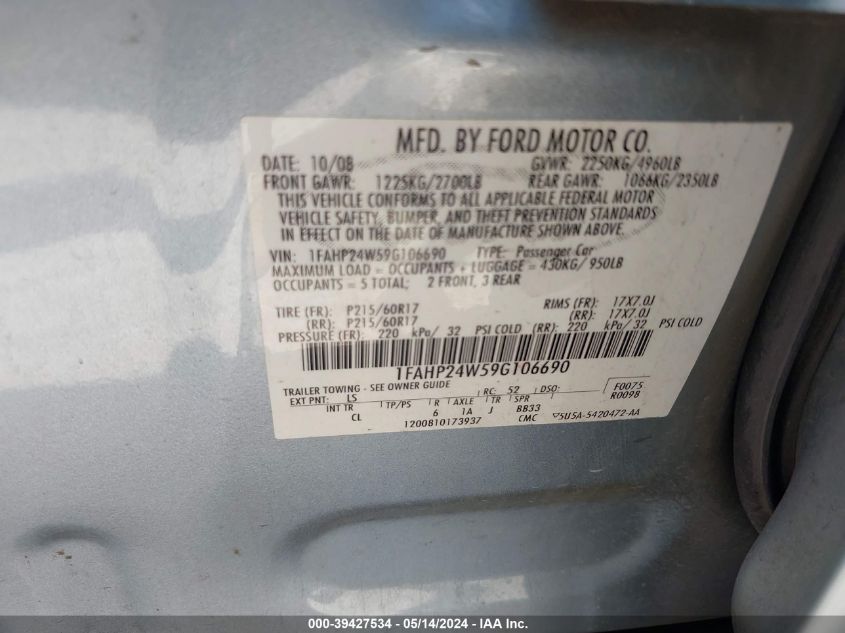 MFD. BY FORD MOTOR CO.
DATE: 10/08 GVWR: 2250KG/4960LB
FRONT GAWR: 1225KG/2700LB REAR GAWR: 1066KG/2350LB
THIS VEHICLE CONFORMS TO ALL APPLICABLE FEDERAL MOTOR
VEHICLE SAFETY, BUMPER, AND THEFT PREVENTION STANDARDS
IN EFFECT ON THE DATE OF MANUFACTURE SHOWN ABOVE.
VIN: 1FAHP24W59G106690 TYPE: Passenger Car
MAXIMUM LOAD = OCCUPANTS + LUGGAGE = 430KG/ 950LB
OCCUPANTS = 5 TOTAL; 2 FRONT, 3 REAR
TIRE (FR): P215/60R17 RIMS (FR): 17X7.0J
(RR): P215/60R17 (RR): 17X7.0J
PRESSURE (FR): 220 kPa/ 32 PSI COLD (RR): 220 kPa/ 32 PSI COLD
1FAHP24W59G106690
TRAILER TOWING - SEE OWNER GUIDE
EXT PNT: LS RC: 52 DSO: F0075
R0098
INT TR TP/PS R AXLE TR SPR
CL 6 1A J BB33
1200810173937 CMC 5U5A-5420472-AA
000-39427534 - 05/14/2024 - IAA Inc.